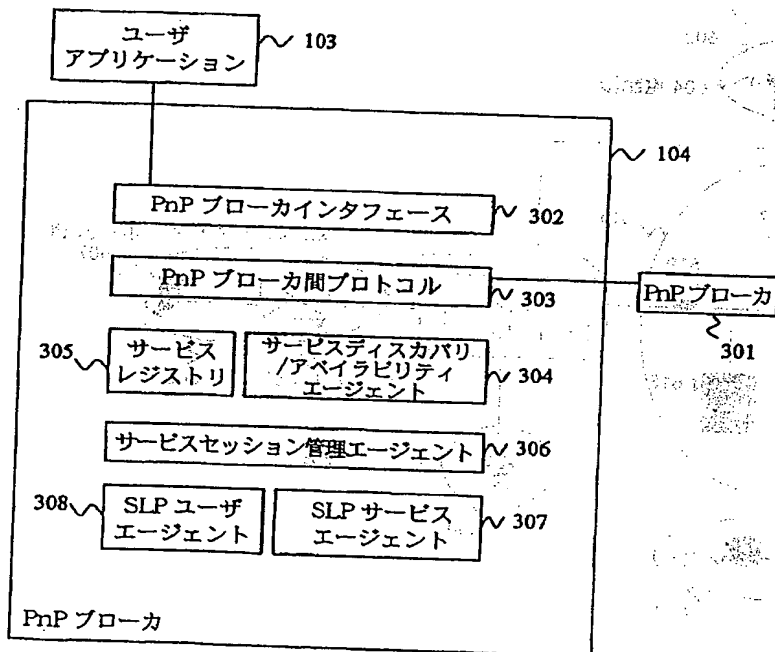 ユーザ
アプリケーション
103
104
PnP ブローカインタフェース
302
PnP ブローカ間プロトコル
303
PnP ブローカ
301
305
サービス
レジストリ
サービスディスカバリ
/アベイラビリティ
エージェント
304
サービスセッション管理エージェント
306
308
SLP ユーザ
エージェント
SLP サービス
エージェント
307
PnP ブローカ